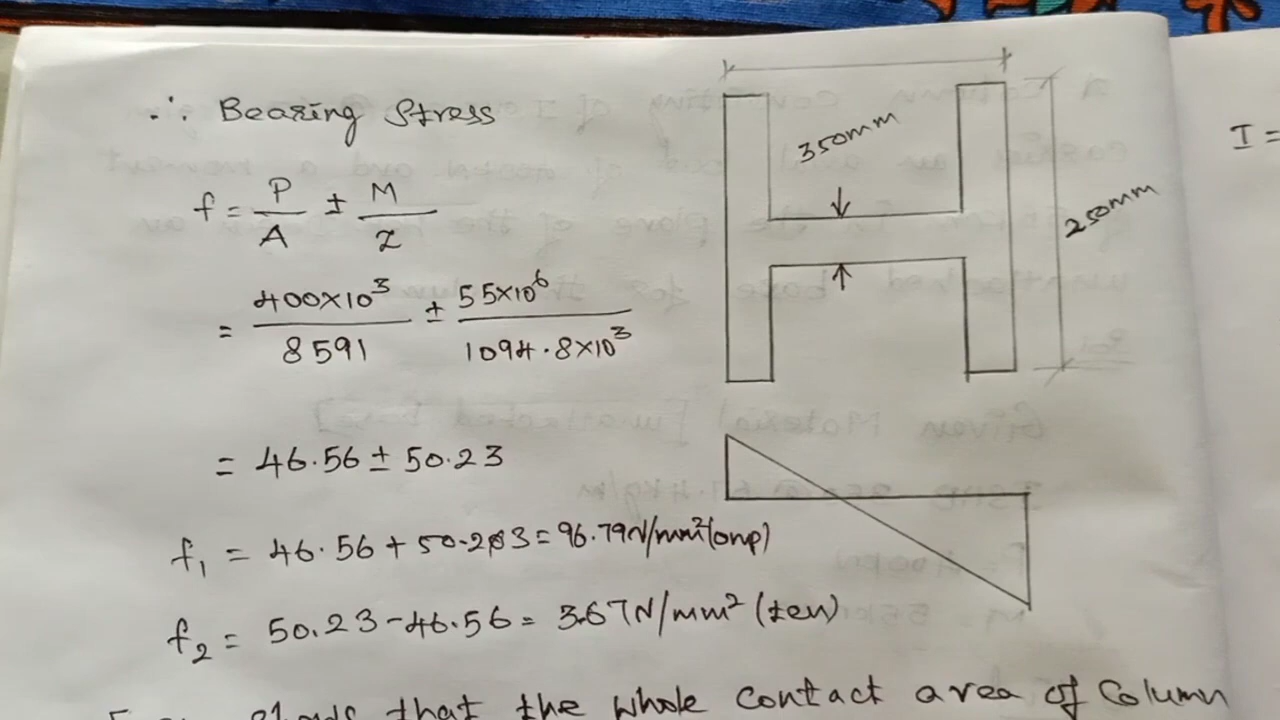 ∴ Bearing Stress
f = P/A ± M/Z
= 400×10³/8591 ± 55×10⁶/1094.8×10³
= 46.56 ± 50.23
f₁ = 46.56 + 50.23 = 96.79N/mm² (comp)
f₂ = 50.23 - 46.56 = 3.67N/mm² (ten)
that the whole contact area of Column
350mm
250mm
I =